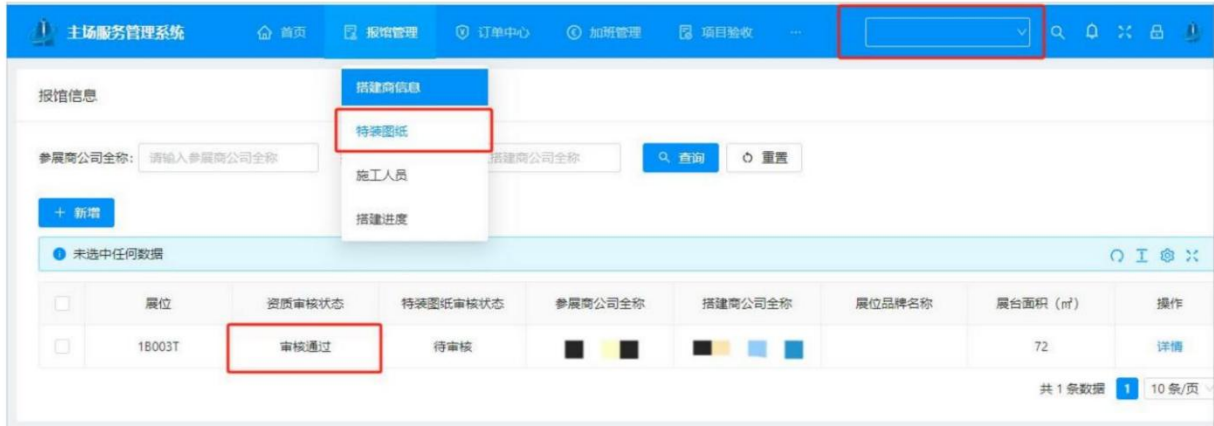 主场服务管理系统 首页 报馆管理 订单中心 加班管理 项目验收 ...
搭建商信息
报馆信息
特装图纸
参展商公司全称: 请输入参展商公司全称 搭建商公司全称 查询 重置
施工人员
+ 新增
搭建进度
未选中任何数据
展位 资质审核状态 特装图纸审核状态 参展商公司全称 搭建商公司全称 展位品牌名称 展台面积（㎡） 操作
1B003T 审核通过 待审核 72 详情
共 1 条数据 1 10 条/页